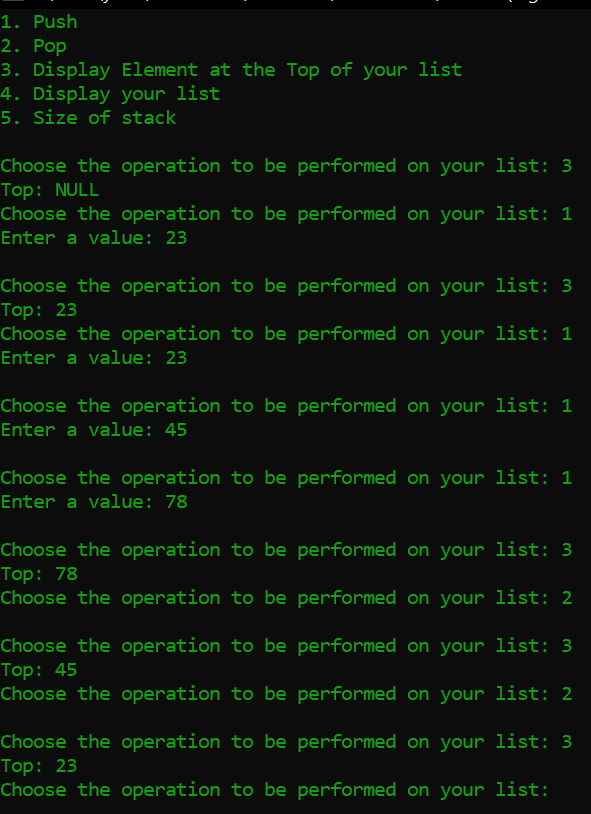 1. Push
2. Pop
3. Display Element at the Top of your list
4. Display your list
5. Size of stack
Choose the operation to be performed on your list: 3
Top: NULL
Choose the operation to be performed on your list: 1
Enter a value: 23
Choose the operation to be performed on your list: 3
Top: 23
Choose the operation to be performed on your list: 1
Enter a value: 23
Choose the operation to be performed on your list: 1
Enter a value: 45
Choose the operation to be performed on your list: 1
Enter a value: 78
Choose the operation to be performed on your list: 3
Top: 78
Choose the operation to be performed on your list: 2
Choose the operation to be performed on your list: 3
Top: 45
Choose the operation to be performed on your list: 2
Choose the operation to be performed on your list: 3
Top: 23
Choose the operation to be performed on your list: